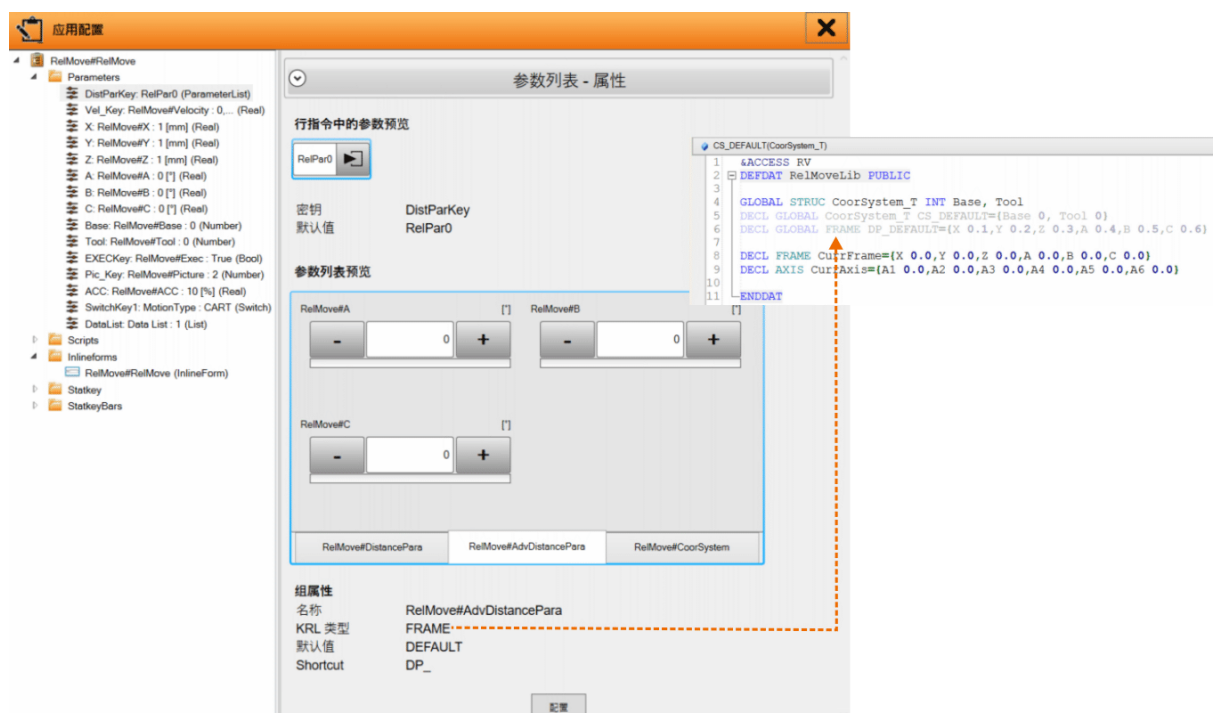 应用配置
RelMove#RelMove
Parameters
DistParKey: RelPar0 (ParameterList)
Vel_Key: RelMove#Velocity : 0,... (Real)
X: RelMove#X : 1 [mm] (Real)
Y: RelMove#Y : 1 [mm] (Real)
Z: RelMove#Z : 1 [mm] (Real)
A: RelMove#A : 0 [°] (Real)
B: RelMove#B : 0 [°] (Real)
C: RelMove#C : 0 [°] (Real)
Base: RelMove#Base : 0 (Number)
Tool: RelMove#Tool : 0 (Number)
EXECKey: RelMove#Exec : True (Bool)
Pic_Key: RelMove#Picture : 2 (Number)
ACC: RelMove#ACC : 10 [%] (Real)
SwitchKey1: MotionType : CART (Switch)
DataList: Data List : 1 (List)
Scripts
Inlineforms
RelMove#RelMove (InlineForm)
Statkey
StatkeyBars
参数列表 - 属性
行指令中的参数预览
RelPar0
密钥 DistParKey
默认值 RelPar0
参数列表预览
RelMove#A [°] RelMove#B [°]
- 0 + - 0 +
RelMove#C [°]
- 0 +
RelMove#DistancePara RelMove#AdvDistancePara RelMove#CoorSystem
组属性
名称 RelMove#AdvDistancePara
KRL 类型 FRAME
默认值 DEFAULT
Shortcut DP_
配置
CS_DEFAULT(CoorSystem_T)
1 &ACCESS RV
2 DEFDAT RelMoveLib PUBLIC
3
4 GLOBAL STRUC CoorSystem_T INT Base, Tool
5 DECL GLOBAL CoorSystem_T CS_DEFAULT={Base 0, Tool 0}
6 DECL GLOBAL FRAME DP_DEFAULT={X 0.1,Y 0.2,Z 0.3,A 0.4,B 0.5,C 0.6}
7
8 DECL FRAME CurrFrame={X 0.0,Y 0.0,Z 0.0,A 0.0,B 0.0,C 0.0}
9 DECL AXIS CurrAxis={A1 0.0,A2 0.0,A3 0.0,A4 0.0,A5 0.0,A6 0.0}
10
11 ENDDAT